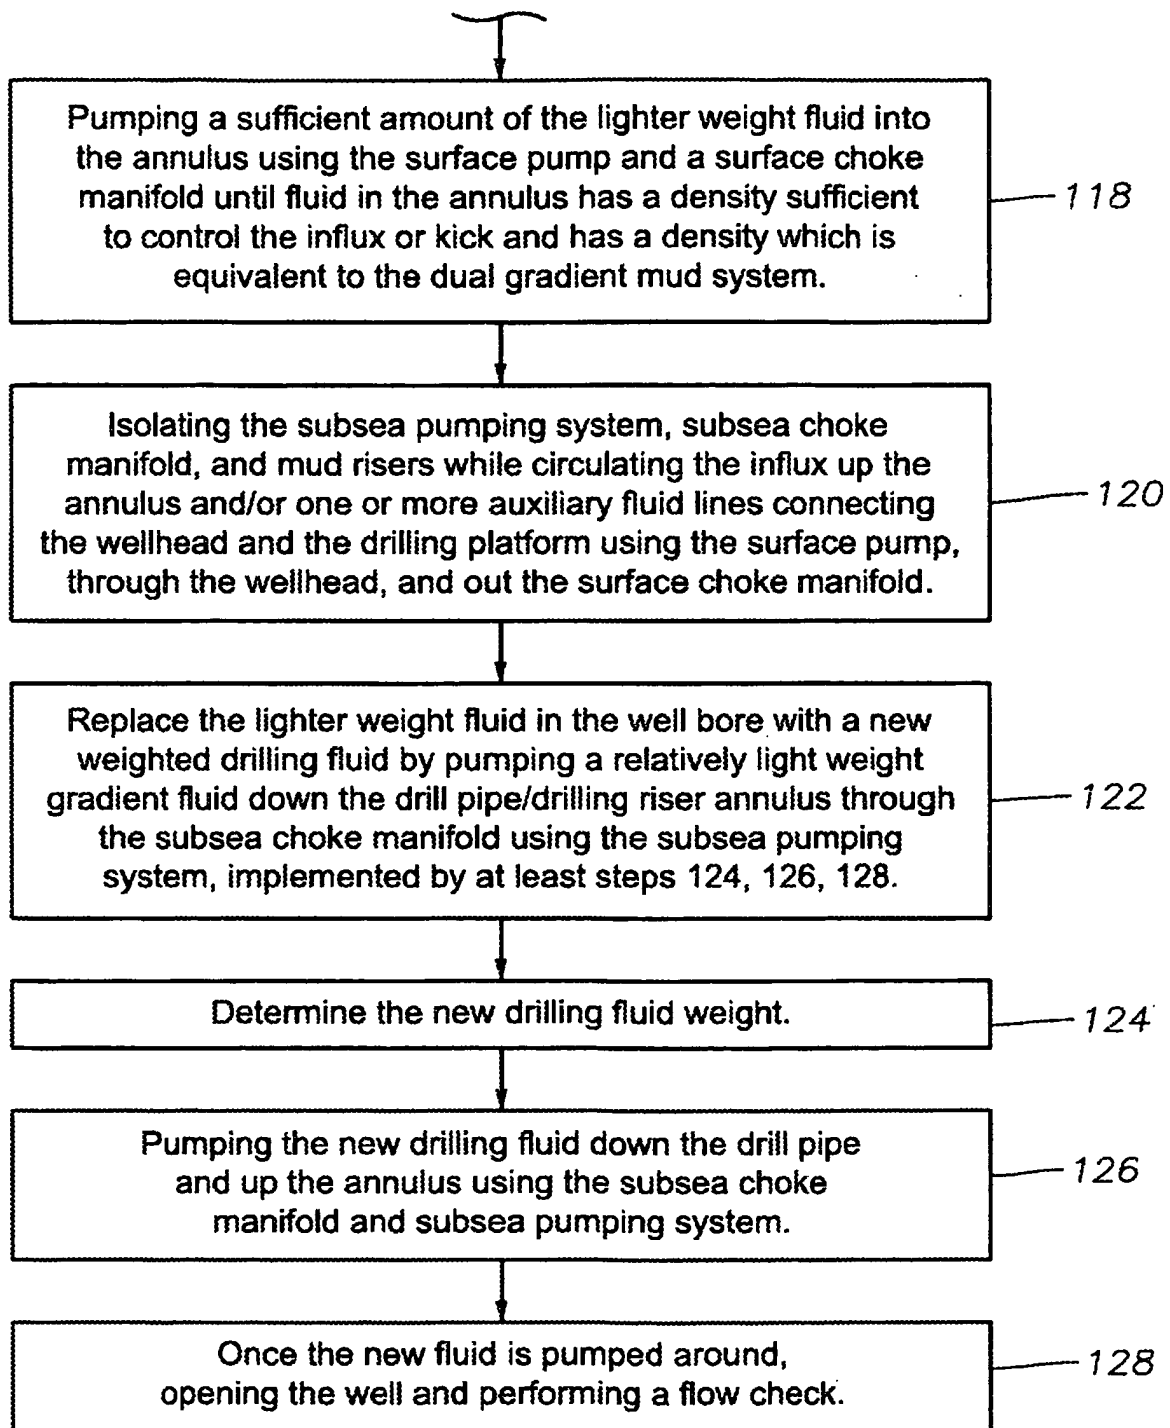 Pumping a sufficient amount of the lighter weight fluid into
the annulus using the surface pump and a surface choke
manifold until fluid in the annulus has a density sufficient
to control the influx or kick and has a density which is
equivalent to the dual gradient mud system.
118
Isolating the subsea pumping system, subsea choke
manifold, and mud risers while circulating the influx up the
annulus and/or one or more auxiliary fluid lines connecting
the wellhead and the drilling platform using the surface pump,
through the wellhead, and out the surface choke manifold.
120
Replace the lighter weight fluid in the well bore with a new
weighted drilling fluid by pumping a relatively light weight
gradient fluid down the drill pipe/drilling riser annulus through
the subsea choke manifold using the subsea pumping
system, implemented by at least steps 124, 126, 128.
122
Determine the new drilling fluid weight.
124
Pumping the new drilling fluid down the drill pipe
and up the annulus using the subsea choke
manifold and subsea pumping system.
126
Once the new fluid is pumped around,
opening the well and performing a flow check.
128